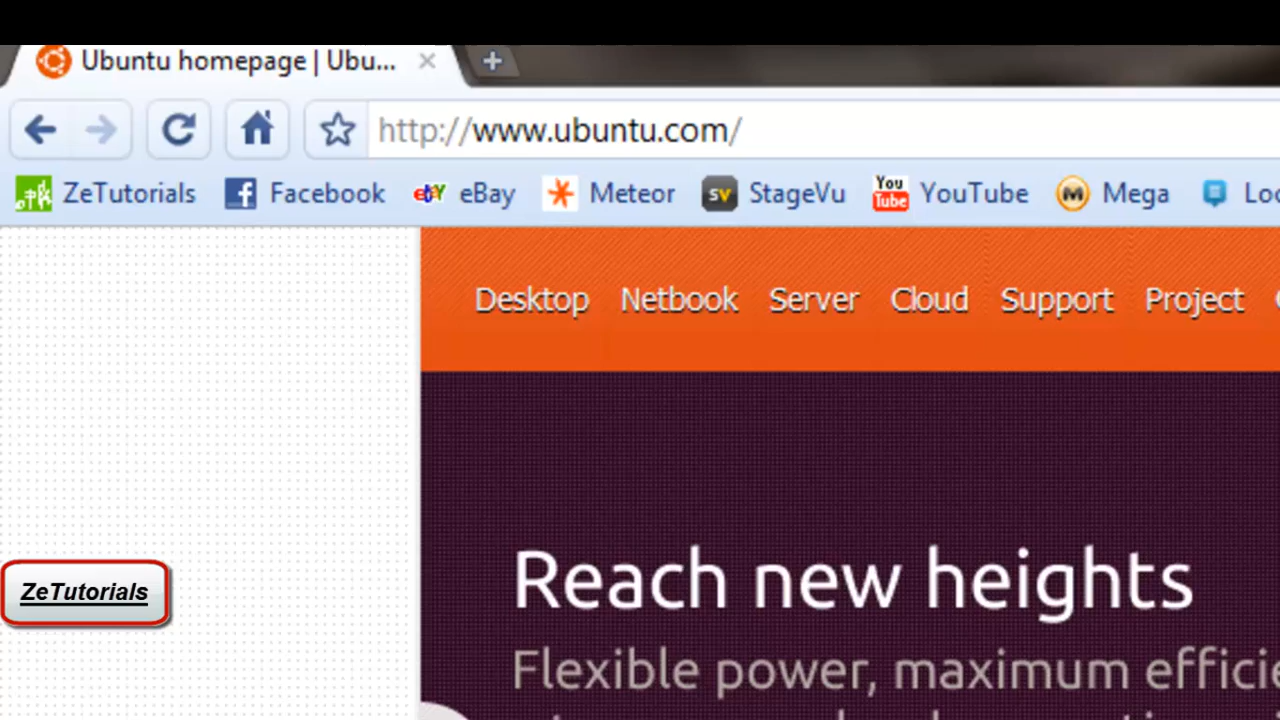 Ubuntu homepage | Ubu...
http://www.ubuntu.com/
ZeTutorials Facebook eBay Meteor StageVu YouTube Mega
Desktop Netbook Server Cloud Support Project
Reach new heights
Flexible power, maximum
ZeTutorials